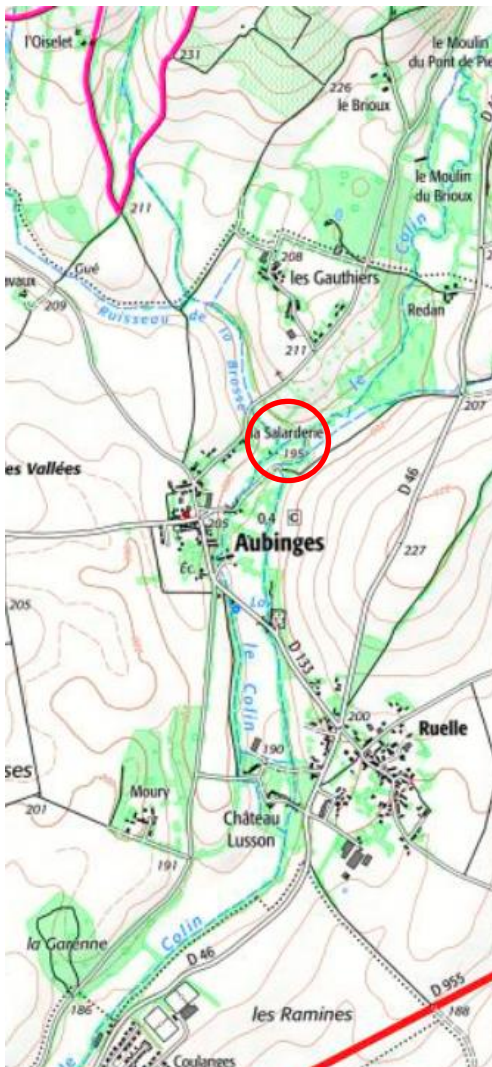 l'Oiselet
231
le Moulin
du Pont de Pie
226
le Brioux
le Moulin
du Brioux
Colin
211
Gué
208
les Gauthiers
avaux
209
Ruisseau de la Brosse
Redan
211
le
207
la Salarderie
195
D 46
es Vallées
205
0,4 C
Aubinges
227
Éc.
205
le Colin
D 133
200
Ruelle
190
ses
Moury
201
Château
Lusson
191
Colin
la Garenne
D 46
D 955
186
les Ramines
188
Coulanges